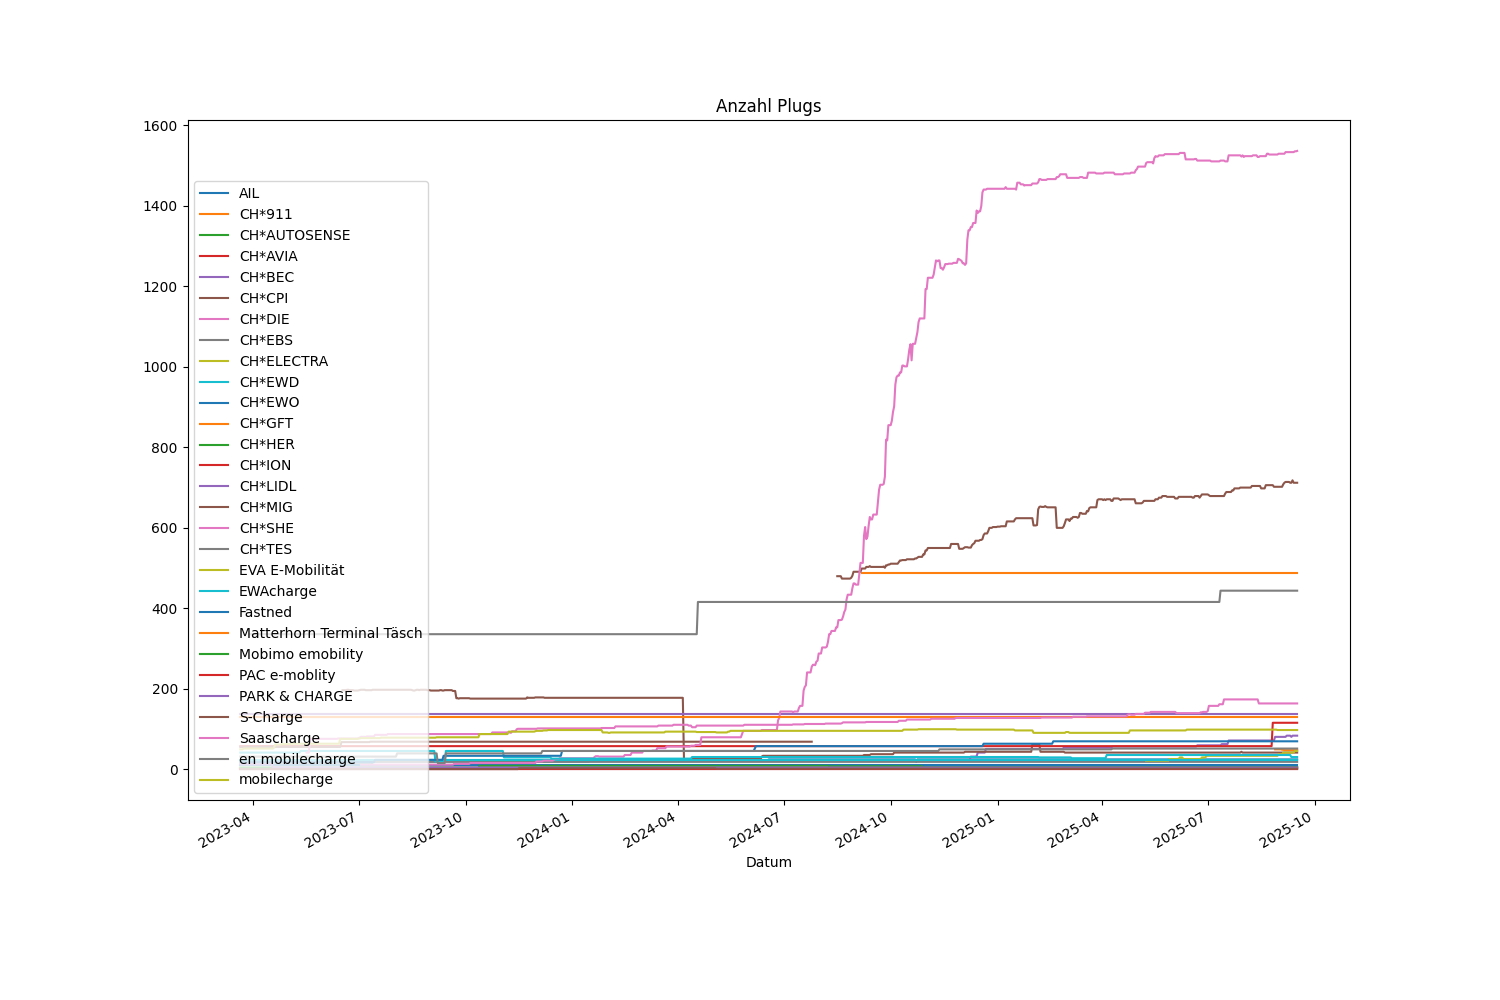 Anzahl Plugs
1600
1400
1200
1000
800
600
400
200
0
AIL
CH*911
CH*AUTOSENSE
CH*AVIA
CH*BEC
CH*CPI
CH*DIE
CH*EBS
CH*ELECTRA
CH*EWD
CH*EWO
CH*GFT
CH*HER
CH*ION
CH*LIDL
CH*MIG
CH*SHE
CH*TES
EVA E-Mobilität
EWAcharge
Fastned
Matterhorn Terminal Täsch
Mobimo emobility
PAC e-moblity
PARK & CHARGE
S-Charge
Saascharge
en mobilecharge
mobilecharge
2023-04 2023-07 2023-10 2024-01 2024-04 2024-07 2024-10 2025-01 2025-04 2025-07 2025-10
Datum